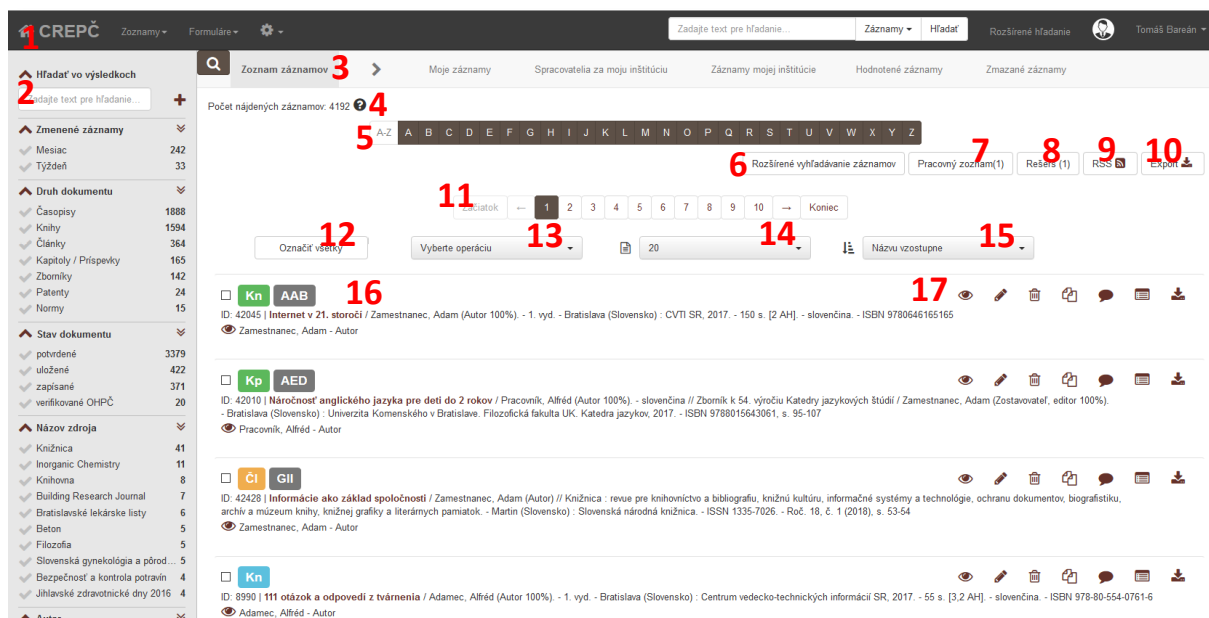 CREPČ Zoznamy Formuláre Zadajte text pre hľadanie... Záznamy Hľadať Rozšírené hľadanie Tomáš Bareán
1
Hľadať vo výsledkoch
2
Zadajte text pre hľadanie...
Zmenené záznamy
Mesiac 242
Týždeň 33
Druh dokumentu
Časopisy 1888
Knihy 1594
Články 364
Kapitoly / Príspevky 165
Zborníky 142
Patenty 24
Normy 15
Stav dokumentu
potvrdené 3379
uložené 422
zapísané 371
verifikované OHPČ 20
Názov zdroja
Knižnica 41
Inorganic Chemistry 11
Knihovna 8
Building Research Journal 7
Bratislavské lekárske listy 6
Beton 5
Filozofia 5
Slovenská gynekológia a pôrod... 5
Bezpečnosť a kontrola potravín 4
Jihlavské zdravotnické dny 2016 4
Zoznam záznamov 3 Moje záznamy Spracovatelia za moju inštitúciu Záznamy mojej inštitúcie Hodnotené záznamy Zmazané záznamy
Počet nájdených záznamov: 4192 4
5 A-Z A B C D E F G H I J K L M N O P Q R S T U V W X Y Z
6 Rozšírené vyhľadávanie záznamov 7 Pracovný zoznam(1) 8 Rešerš (1) 9 RSS 10 Export
11 Začiatok ← 1 2 3 4 5 6 7 8 9 10 → Koniec
12 Označiť všetky 13 Vyberte operáciu 14 20 15 Názvu vzostupne
Kn AAB 16 17
ID: 42045 | Internet v 21. storočí / Zamestnanec, Adam (Autor 100%). - 1. vyd. - Bratislava (Slovensko) : CVTI SR, 2017. - 150 s. [2 AH]. - slovenčina. - ISBN 9780646165165
Zamestnanec, Adam - Autor
Kp AED
ID: 42010 | Náročnosť anglického jazyka pre deti do 2 rokov / Pracovník, Alfréd (Autor 100%). - slovenčina // Zborník k 54. výročiu Katedry jazykových štúdií / Zamestnanec, Adam (Zostavovateľ, editor 100%).
- Bratislava (Slovensko) : Univerzita Komenského v Bratislave. Filozofická fakulta UK. Katedra jazykov, 2017. - ISBN 9788015643061, s. 95-107
Pracovník, Alfréd - Autor
Čl GII
ID: 42428 | Informácie ako základ spoločnosti / Zamestnanec, Adam (Autor) // Knižnica : revue pre knihovníctvo a bibliografiu, knižnú kultúru, informačné systémy a technológie, ochranu dokumentov, biografistiku,
archív a múzeum knihy, knižnej grafiky a literárnych pamiatok. - Martin (Slovensko) : Slovenská národná knižnica. - ISSN 1335-7026. - Roč. 18, č. 1 (2018), s. 53-54
Zamestnanec, Adam - Autor
Kn
ID: 8990 | 111 otázok a odpovedí z tvárnenia / Adamec, Alfréd (Autor 100%). - 1. vyd. - Bratislava (Slovensko) : Centrum vedecko-technických informácií SR, 2017. - 55 s. [3,2 AH]. - slovenčina. - ISBN 978-80-554-0761-6
Adamec, Alfréd - Autor